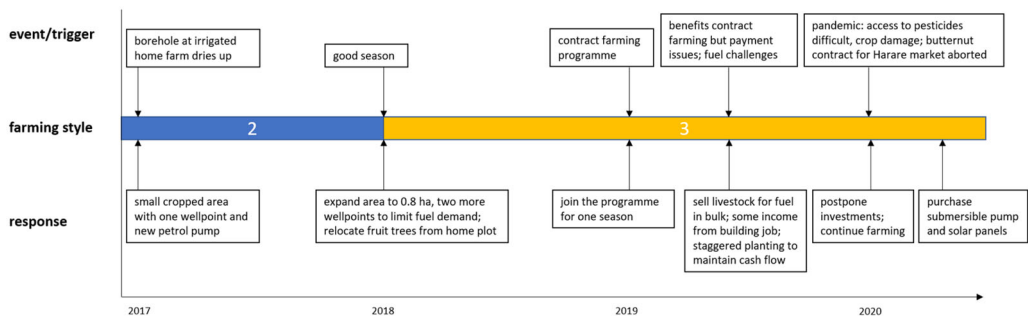 event/trigger
borehole at irrigated
home farm dries up
good season
contract farming
programme
benefits contract
farming but payment
issues; fuel challenges
pandemic: access to pesticides
difficult, crop damage; butternut
contract for Harare market aborted
farming style
2
3
response
small cropped area
with one wellpoint and
new petrol pump
expand area to 0.8 ha, two more
wellpoints to limit fuel demand;
relocate fruit trees from home plot
join the programme
for one season
sell livestock for fuel
in bulk; some income
from building job;
staggered planting to
maintain cash flow
postpone
investments;
continue farming
purchase
submersible pump
and solar panels
2017
2018
2019
2020